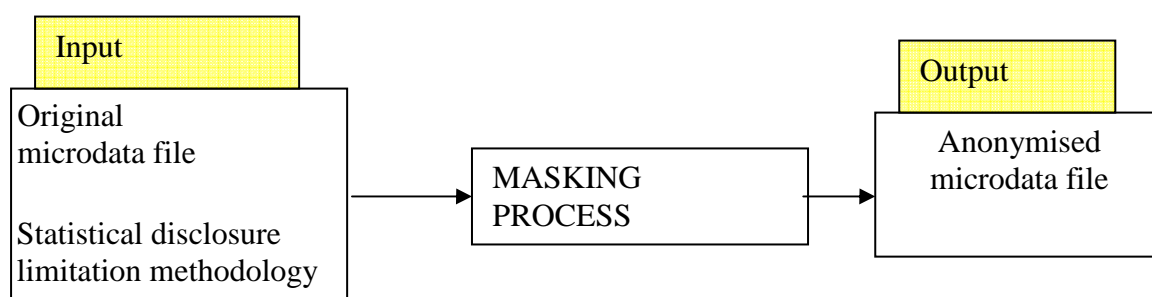 Input
Original
microdata file
Statistical disclosure
limitation methodology
MASKING
PROCESS
Output
Anonymised
microdata file